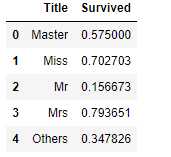 Title Survived
0 Master 0.575000
1 Miss 0.702703
2 Mr 0.156673
3 Mrs 0.793651
4 Others 0.347826